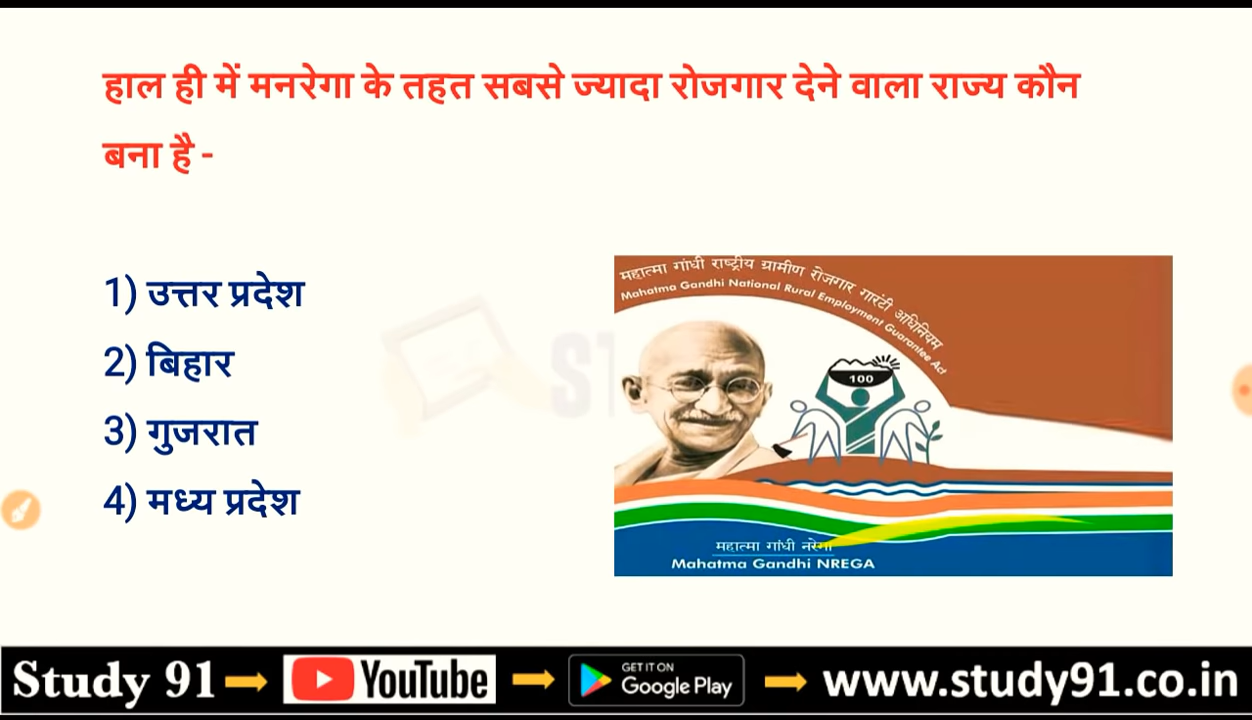 हाल ही में मनरेगा के तहत सबसे ज्यादा रोजगार देने वाला राज्य कौन
बना है -
1) उत्तर प्रदेश
2) बिहार
3) गुजरात
4) मध्य प्रदेश
महात्मा गांधी राष्ट्रीय ग्रामीण रोजगार गारंटी अधिनियम
Mahatma Gandhi National Rural Employment Guarantee Act
100
महात्मा गांधी नरेगा
Mahatma Gandhi NREGA
Study 91 YouTube GET IT ON Google Play www.study91.co.in